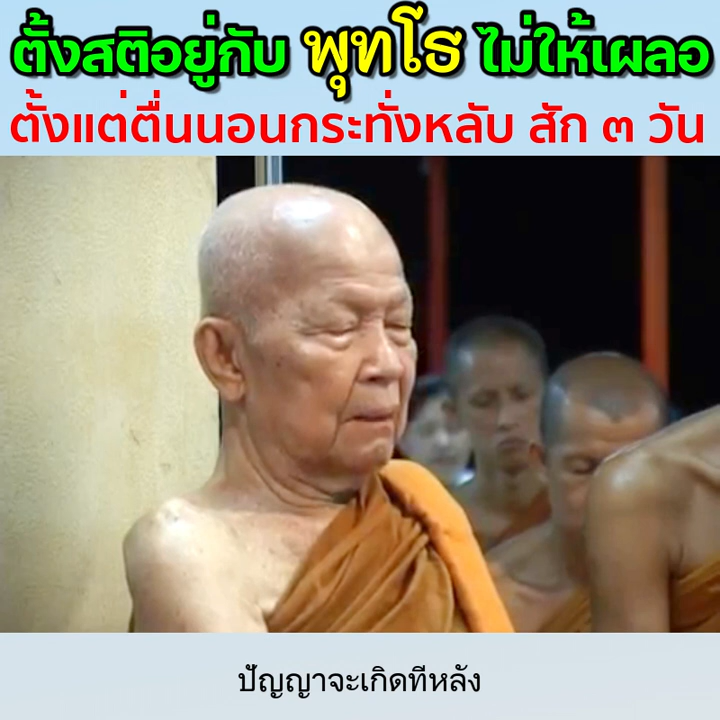 ตั้งสติอยู่กับ พุทโธ ไม่ให้เผลอ
ตั้งแต่ตื่นนอนกระทั่งหลับ สัก ๓ วัน
ปัญญาจะเกิดทีหลัง